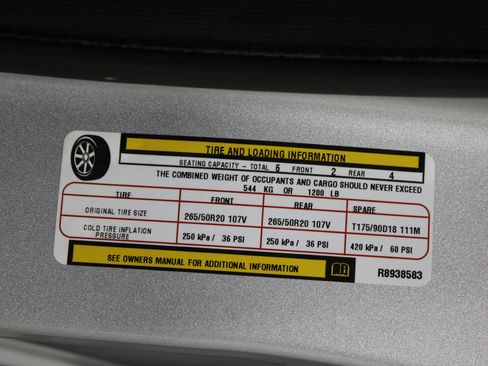 TIRE AND LOADING INFORMATION
SEATING CAPACITY - TOTAL 6 FRONT 2 REAR 4
THE COMBINED WEIGHT OF OCCUPANTS AND CARGO SHOULD NEVER EXCEED
544 KG OR 1200 LB
TIRE FRONT REAR SPARE
ORIGINAL TIRE SIZE 265/50R20 107V 265/50R20 107V T175/90D18 111M
COLD TIRE INFLATION PRESSURE 250 kPa / 36 PSI 250 kPa / 36 PSI 420 kPa / 60 PSI
SEE OWNERS MANUAL FOR ADDITIONAL INFORMATION R8938583